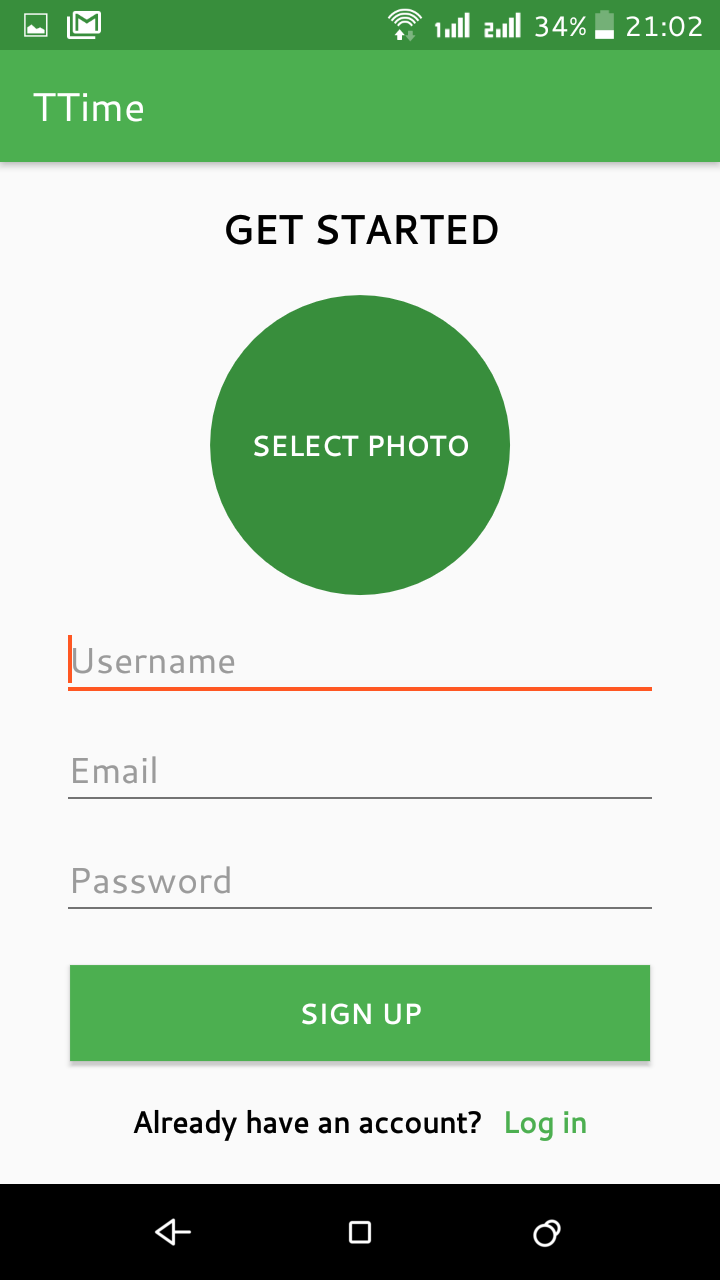 34% 21:02
TTime
GET STARTED
SELECT PHOTO
Username
Email
Password
SIGN UP
Already have an account? Log in